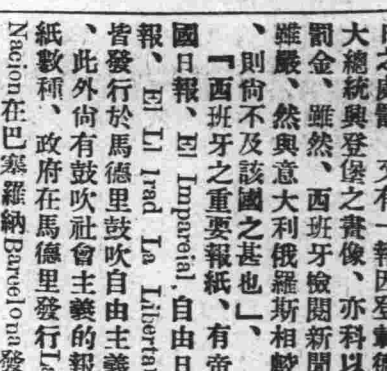 大總統興登堡之畫像、亦科以
罰金、雖然、西班牙檢閱新聞
雖嚴、然與意大利俄羅斯相較
、則尙不及該國之甚也」、
『西班牙之重要報紙、有帝
國日報、El Imparcial, 自由日
報、El Ll rad La Libertad
皆發行於馬德里鼓吹自由主義
、此外尙有鼓吹社會主義的報
紙數種、政府在馬德里發行La
Nacion在巴塞羅納Barcelona發